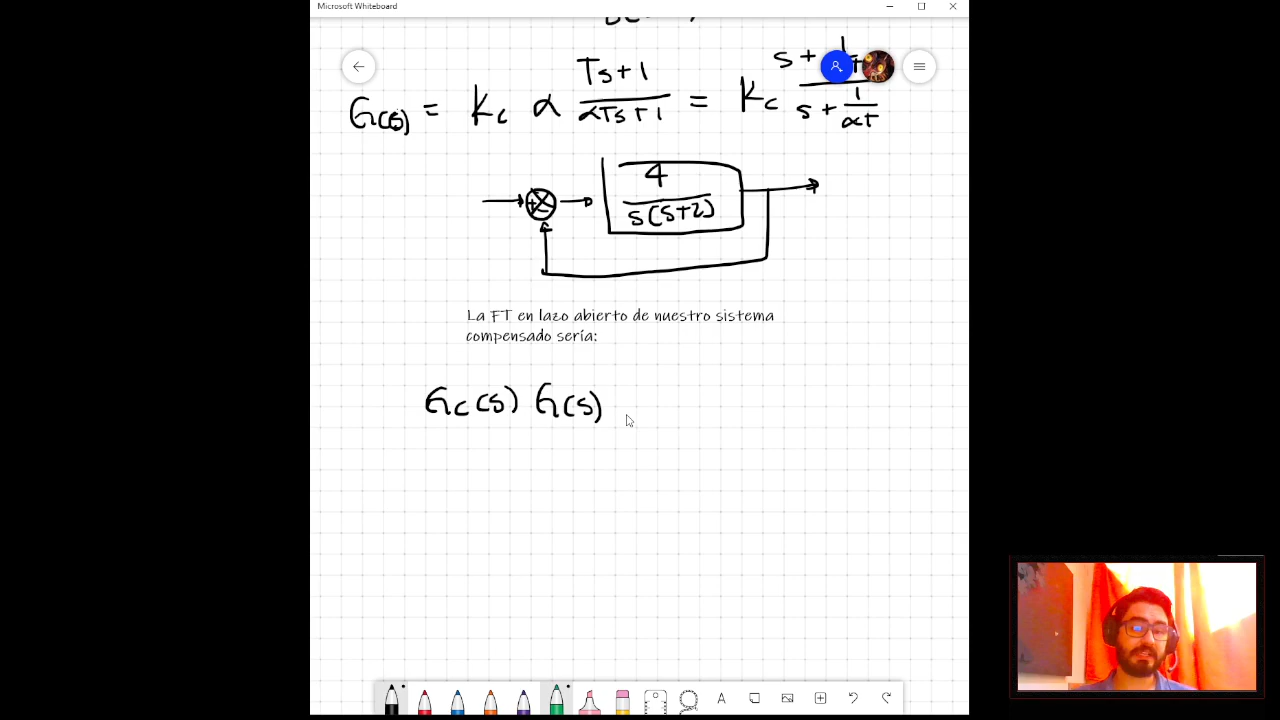 Microsoft Whiteboard
G(s) = Kc α (Ts+1)/(αTs+1) = Kc (s + 1/T)/(s + 1/αT)
4/(s(s+2))
+ -
La FT en lazo abierto de nuestro sistema
compensado sería:
Gc(s) G(s)
A